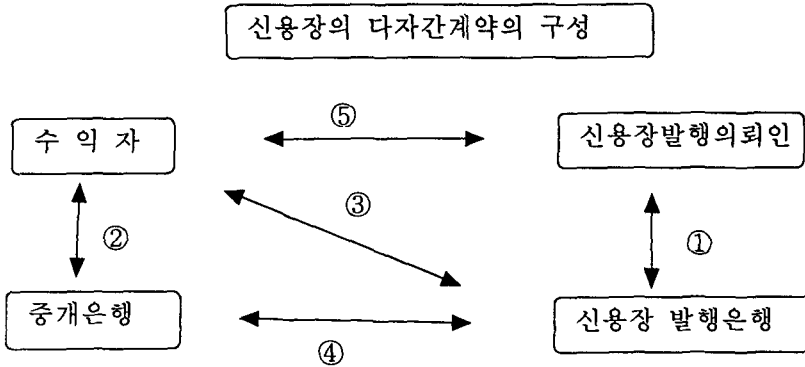 신용장의 다자간계약의 구성
⑤
수 익 자
신용장발행의뢰인
③
②
①
중개은행
신용장 발행은행
④